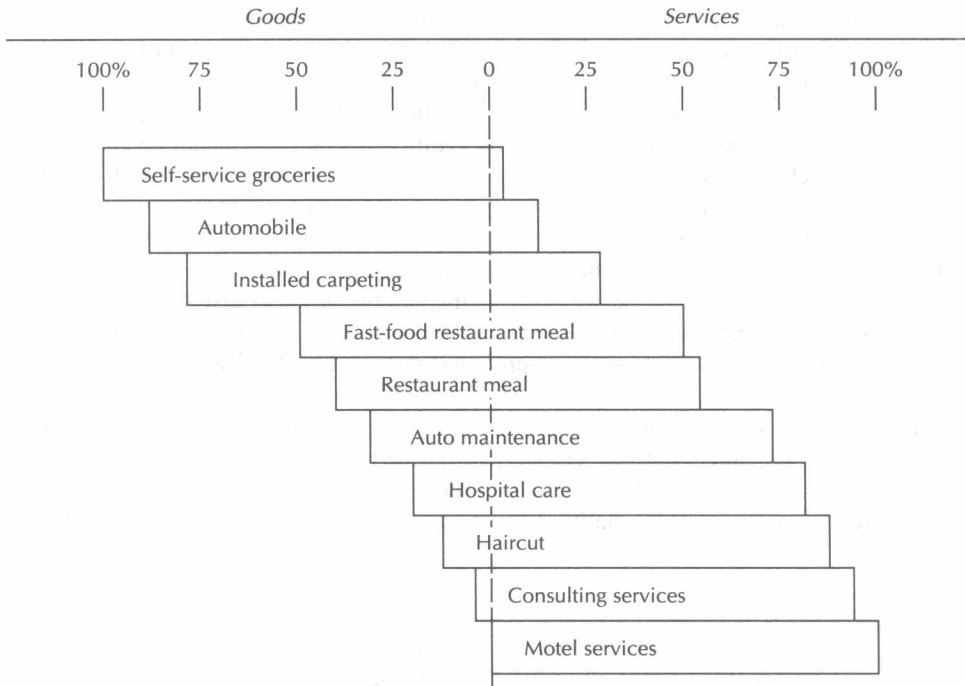 Goods Services
100% 75 50 25 0 25 50 75 100%
Self-service groceries
Automobile
Installed carpeting
Fast-food restaurant meal
Restaurant meal
Auto maintenance
Hospital care
Haircut
Consulting services
Motel services